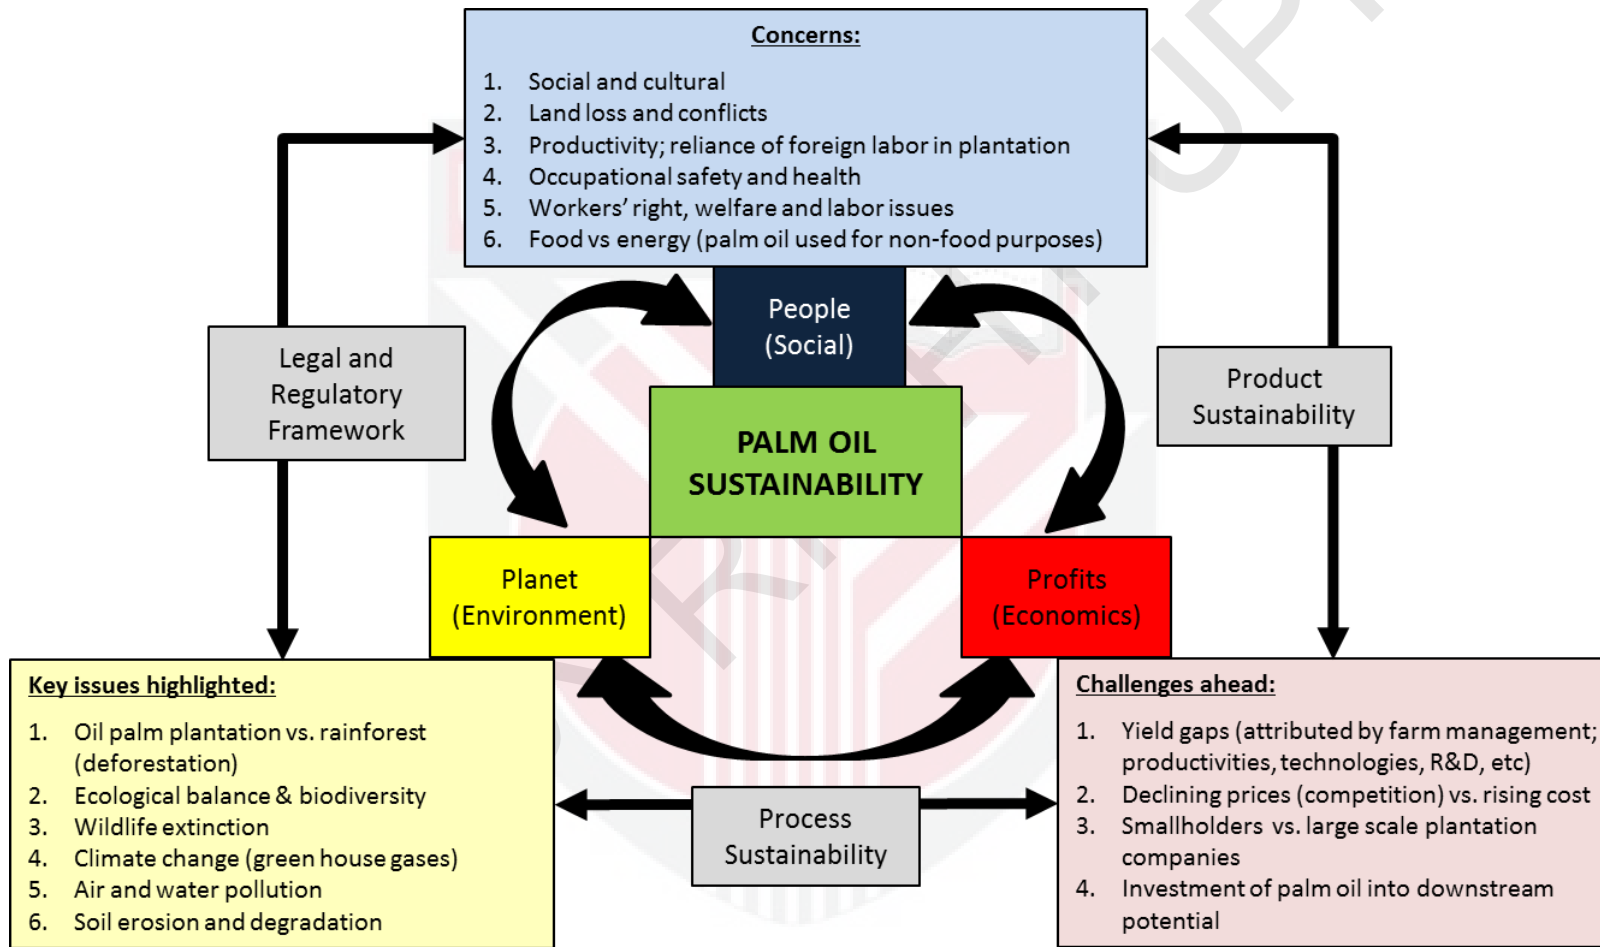 Concerns:
1. Social and cultural
2. Land loss and conflicts
3. Productivity; reliance of foreign labor in plantation
4. Occupational safety and health
5. Workers' right, welfare and labor issues
6. Food vs energy (palm oil used for non-food purposes)
People
(Social)
Legal and
Regulatory
Framework
Product
Sustainability
PALM OIL
SUSTAINABILITY
Planet
(Environment)
Profits
(Economics)
Key issues highlighted:
1. Oil palm plantation vs. rainforest
(deforestation)
2. Ecological balance & biodiversity
3. Wildlife extinction
4. Climate change (green house gases)
5. Air and water pollution
6. Soil erosion and degradation
Process
Sustainability
Challenges ahead:
1. Yield gaps (attributed by farm management;
productivities, technologies, R&D, etc)
2. Declining prices (competition) vs. rising cost
3. Smallholders vs. large scale plantation
companies
4. Investment of palm oil into downstream
potential